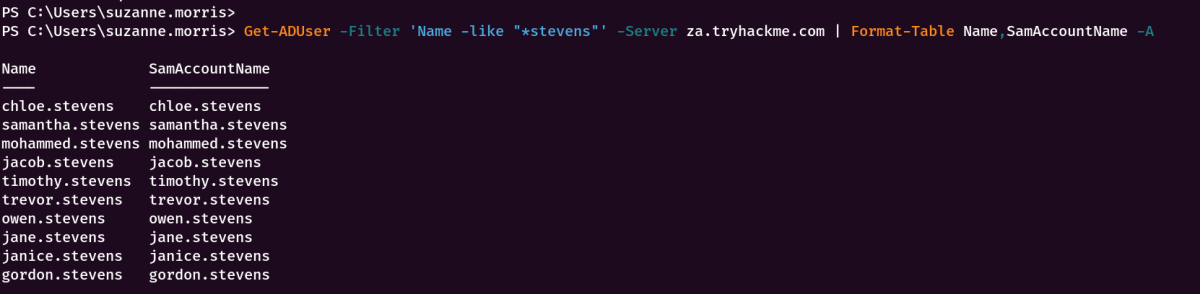 PS C:\Users\suzanne.morris>
PS C:\Users\suzanne.morris> Get-ADUser -Filter 'Name -like "*stevens"' -Server za.tryhackme.com | Format-Table Name,SamAccountName -A
Name SamAccountName
---- --------------
chloe.stevens chloe.stevens
samantha.stevens samantha.stevens
mohammed.stevens mohammed.stevens
jacob.stevens jacob.stevens
timothy.stevens timothy.stevens
trevor.stevens trevor.stevens
owen.stevens owen.stevens
jane.stevens jane.stevens
janice.stevens janice.stevens
gordon.stevens gordon.stevens